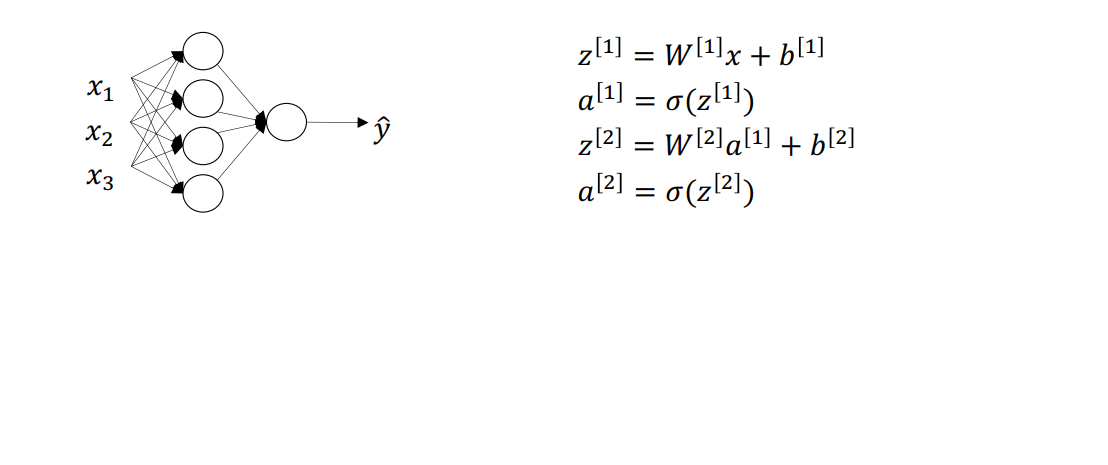 x₁
x₂
x₃
ŷ
z^[1] = W^[1]x + b^[1]
a^[1] = σ(z^[1])
z^[2] = W^[2]a^[1] + b^[2]
a^[2] = σ(z^[2])